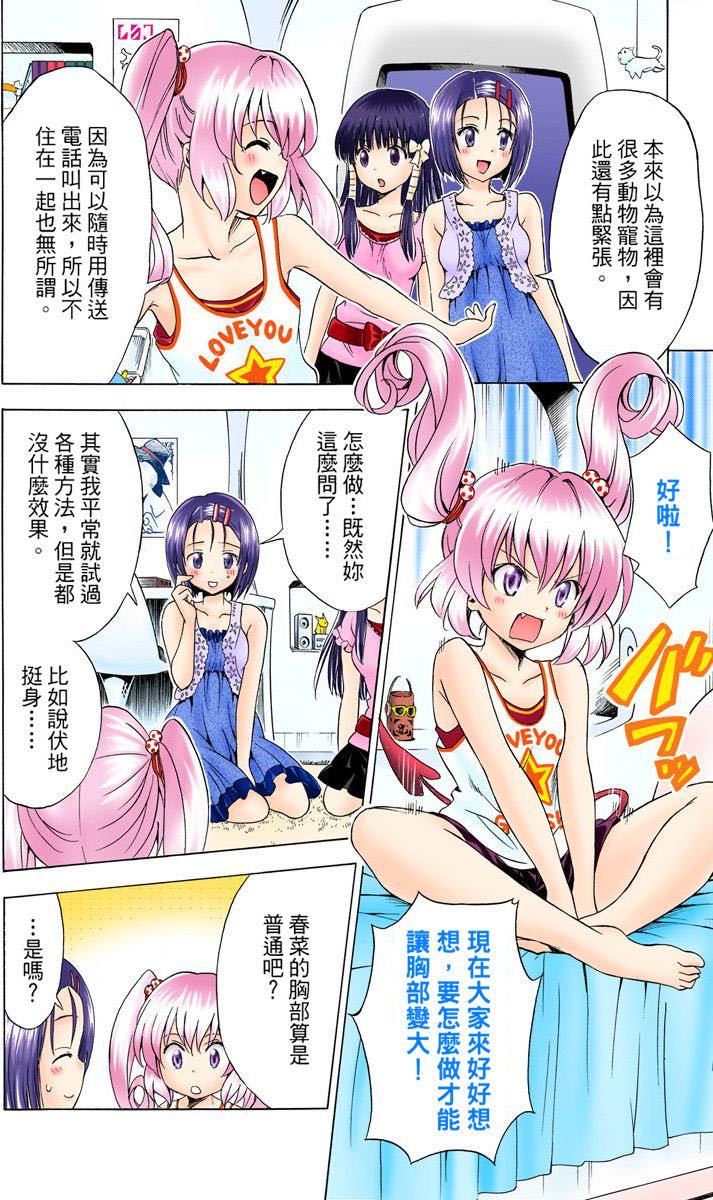 本來以為這裡會有
很多動物寵物，因
此還有點緊張。
因為可以隨時用傳送
電話叫出來，所以不
住在一起也無所謂。
LOVE YOU
好啦！
バフッ
VEYOU
現在大家來好好想
想，要怎麼做才能
讓胸部變大！
怎麼做…既然妳
這麼問了……
其實我平常就試過
各種方法，但是都
沒什麼效果。
比如說伏地
挺身……
春菜的胸部算是
普通吧？
…是嗎？